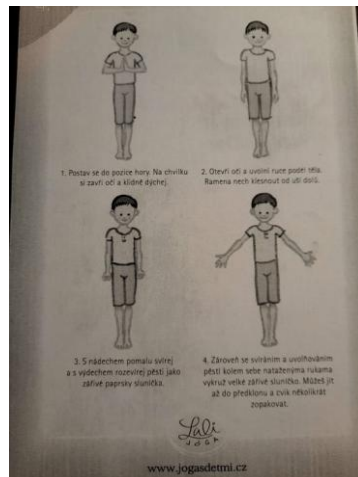 1. Postav se do pozice hory. Na chvilku
si zavři oči a klidně dýchej.
2. Otevři oči a uvolni ruce podél těla.
Ramena nech klesnout od uší dolů.
3. S nádechem pomalu svírej
a s výdechem rozevírej pěsti jako
zářivé paprsky sluníčka.
4. Zároveň se svíráním a uvolňováním
pěstí kolem sebe nataženýma rukama
vykruž velké zářivé sluníčko. Můžeš jít
až do předklonu a cvik několikrát
zopakovat.
Lali
JÓGA
www.jogasdetmi.cz